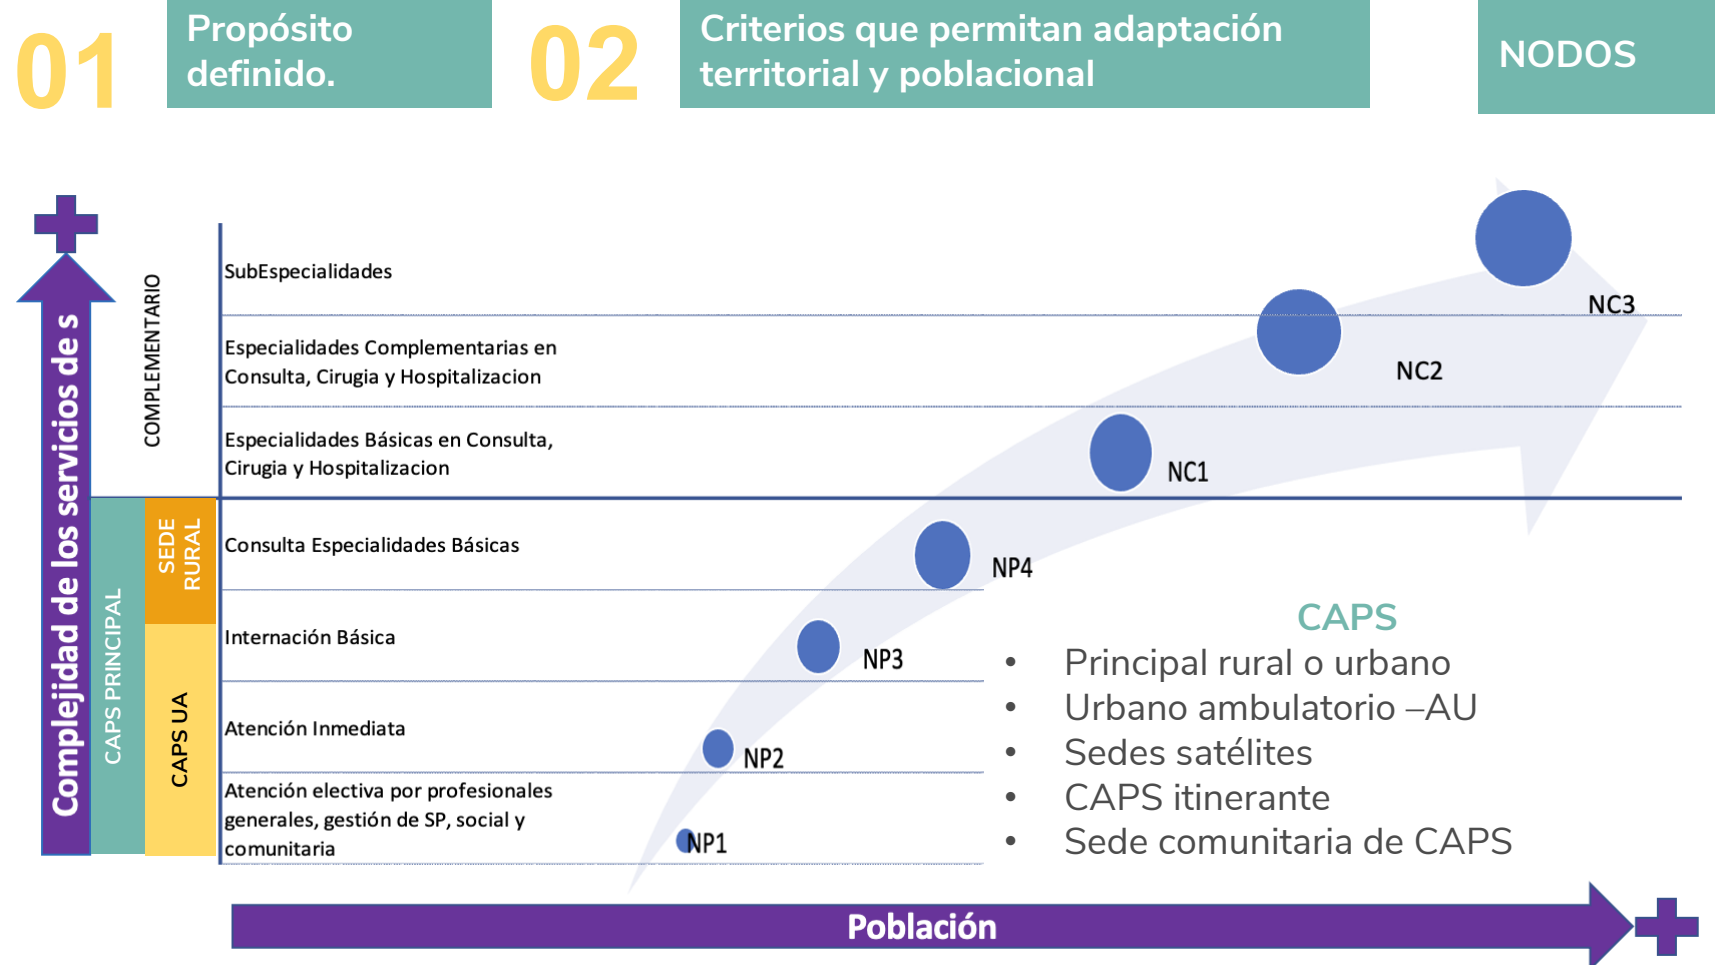 01
Propósito
definido.
02
Criterios que permitan adaptación
territorial y poblacional
NODOS
Complejidad de los servicios de s
COMPLEMENTARIO
SubEspecialidades
NC3
Especialidades Complementarias en
Consulta, Cirugia y Hospitalizacion
NC2
Especialidades Básicas en Consulta,
Cirugia y Hospitalizacion
NC1
CAPS PRINCIPAL
SEDE
RURAL
CAPS UA
Consulta Especialidades Básicas
NP4
Internación Básica
NP3
Atención Inmediata
NP2
Atención electiva por profesionales
generales, gestión de SP, social y
comunitaria
NP1
CAPS
• Principal rural o urbano
• Urbano ambulatorio –AU
• Sedes satélites
• CAPS itinerante
• Sede comunitaria de CAPS
Población